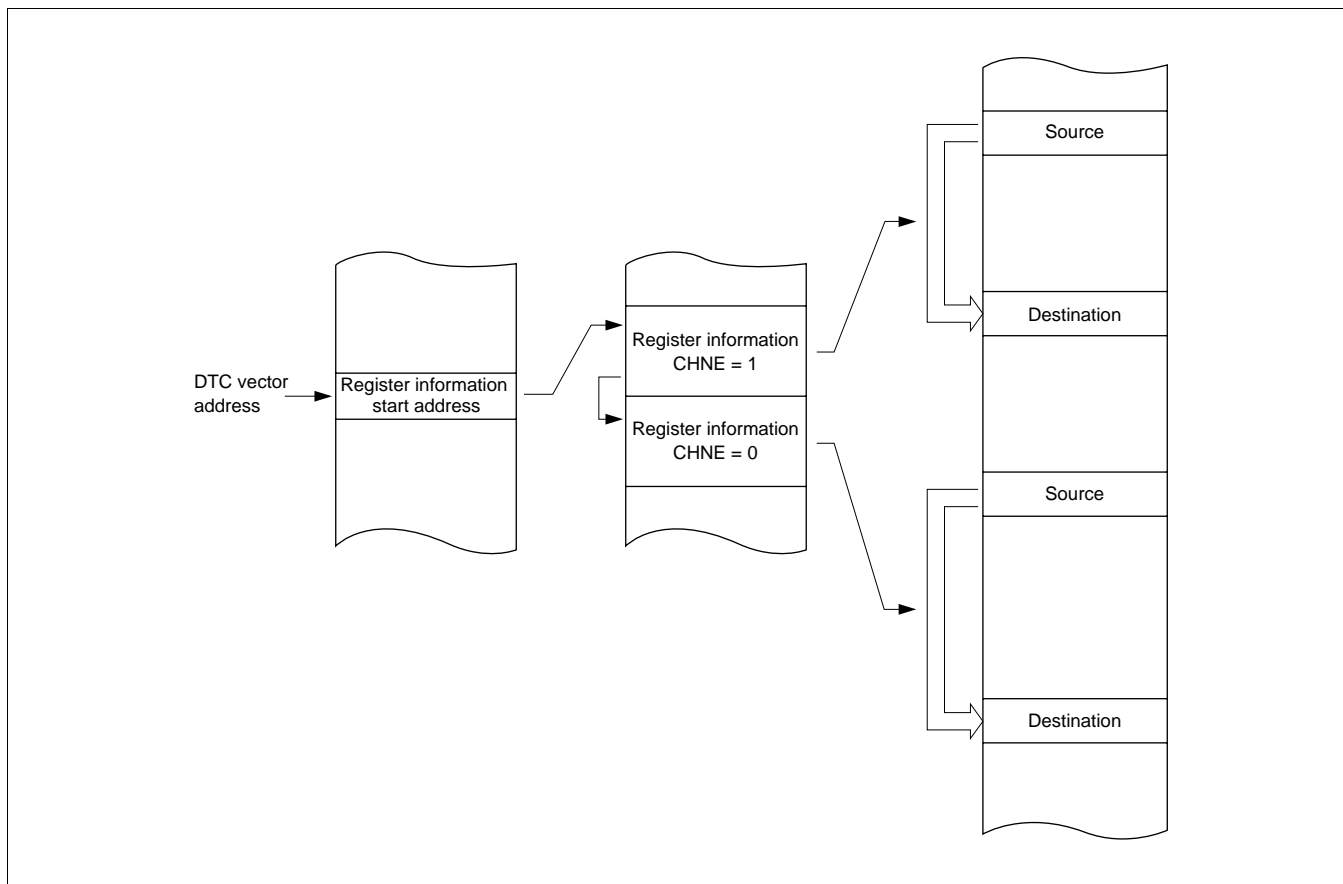 DTC vector
address
Register information
start address
Register information
CHNE = 1
Register information
CHNE = 0
Source
Destination
Source
Destination